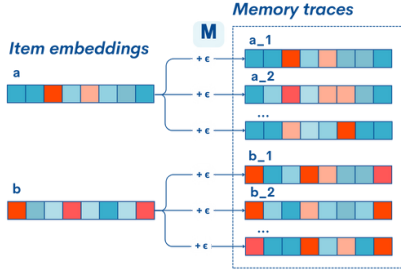 Memory traces
M
Item embeddings
a
+ ϵ
a_1
+ ϵ
a_2
+ ϵ
...
b
+ ϵ
b_1
+ ϵ
b_2
+ ϵ
...